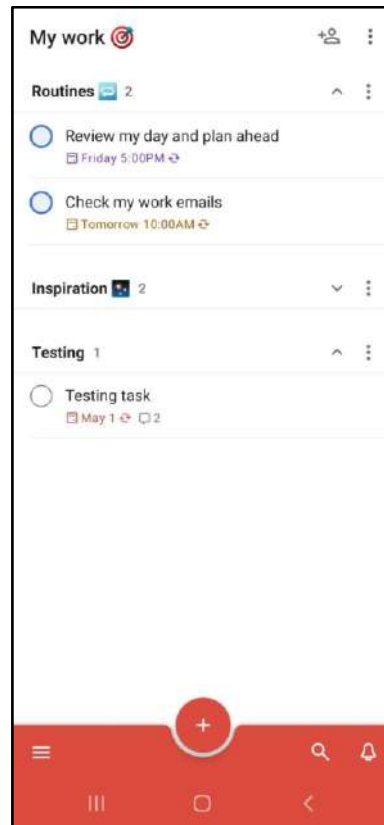 My work 🎯
Routines 🔁 2
Review my day and plan ahead
Friday 5:00PM
Check my work emails
Tomorrow 10:00AM
Inspiration 🌌 2
Testing 1
Testing task
May 1 2